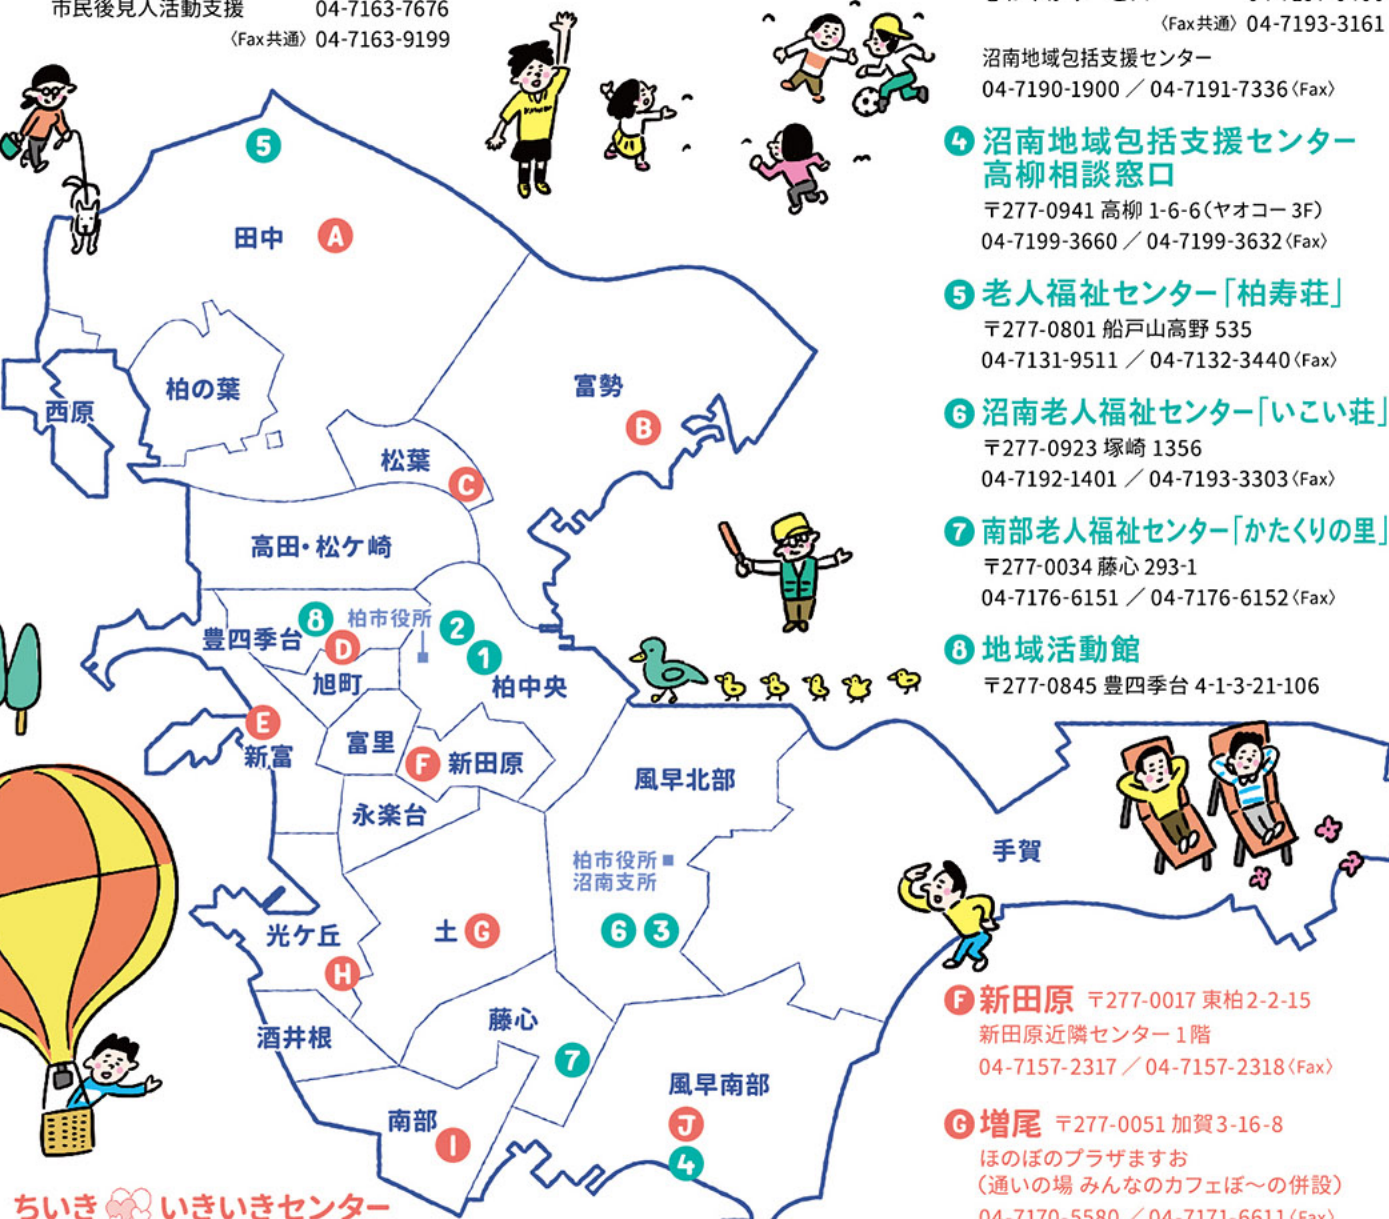 市民後見人活動支援 04-7163-7676
〈Fax共通〉 04-7163-9199
〈Fax共通〉 04-7193-3161
沼南地域包括支援センター
04-7190-1900 ／ 04-7191-7336〈Fax〉
4 沼南地域包括支援センター
高柳相談窓口
〒277-0941 高柳 1-6-6（ヤオコー 3F）
04-7199-3660 ／ 04-7199-3632〈Fax〉
5 老人福祉センター「柏寿荘」
〒277-0801 船戸山高野 535
04-7131-9511 ／ 04-7132-3440〈Fax〉
6 沼南老人福祉センター「いこい荘」
〒277-0923 塚崎 1356
04-7192-1401 ／ 04-7193-3303〈Fax〉
7 南部老人福祉センター「かたくりの里」
〒277-0034 藤心 293-1
04-7176-6151 ／ 04-7176-6152〈Fax〉
8 地域活動館
〒277-0845 豊四季台 4-1-3-21-106
5
田中 A
柏の葉
富勢
西原
B
松葉
C
高田・松ケ崎
8 柏市役所 2
豊四季台 D 1
旭町 柏中央
E
新富
富里
F 新田原
風早北部
永楽台
柏市役所
沼南支所
手賀
光ケ丘
土 G
6 3
H
酒井根
藤心
7
風早南部
南部 I
J
4
F 新田原 〒277-0017 東柏2-2-15
新田原近隣センター 1階
04-7157-2317 ／ 04-7157-2318〈Fax〉
G 増尾 〒277-0051 加賀3-16-8
ほのぼのプラザますお
（通いの場 みんなのカフェぽ〜の併設）
04-7170-5580 ／ 04-7171-6611〈Fax〉
ちいき いきいきセンター